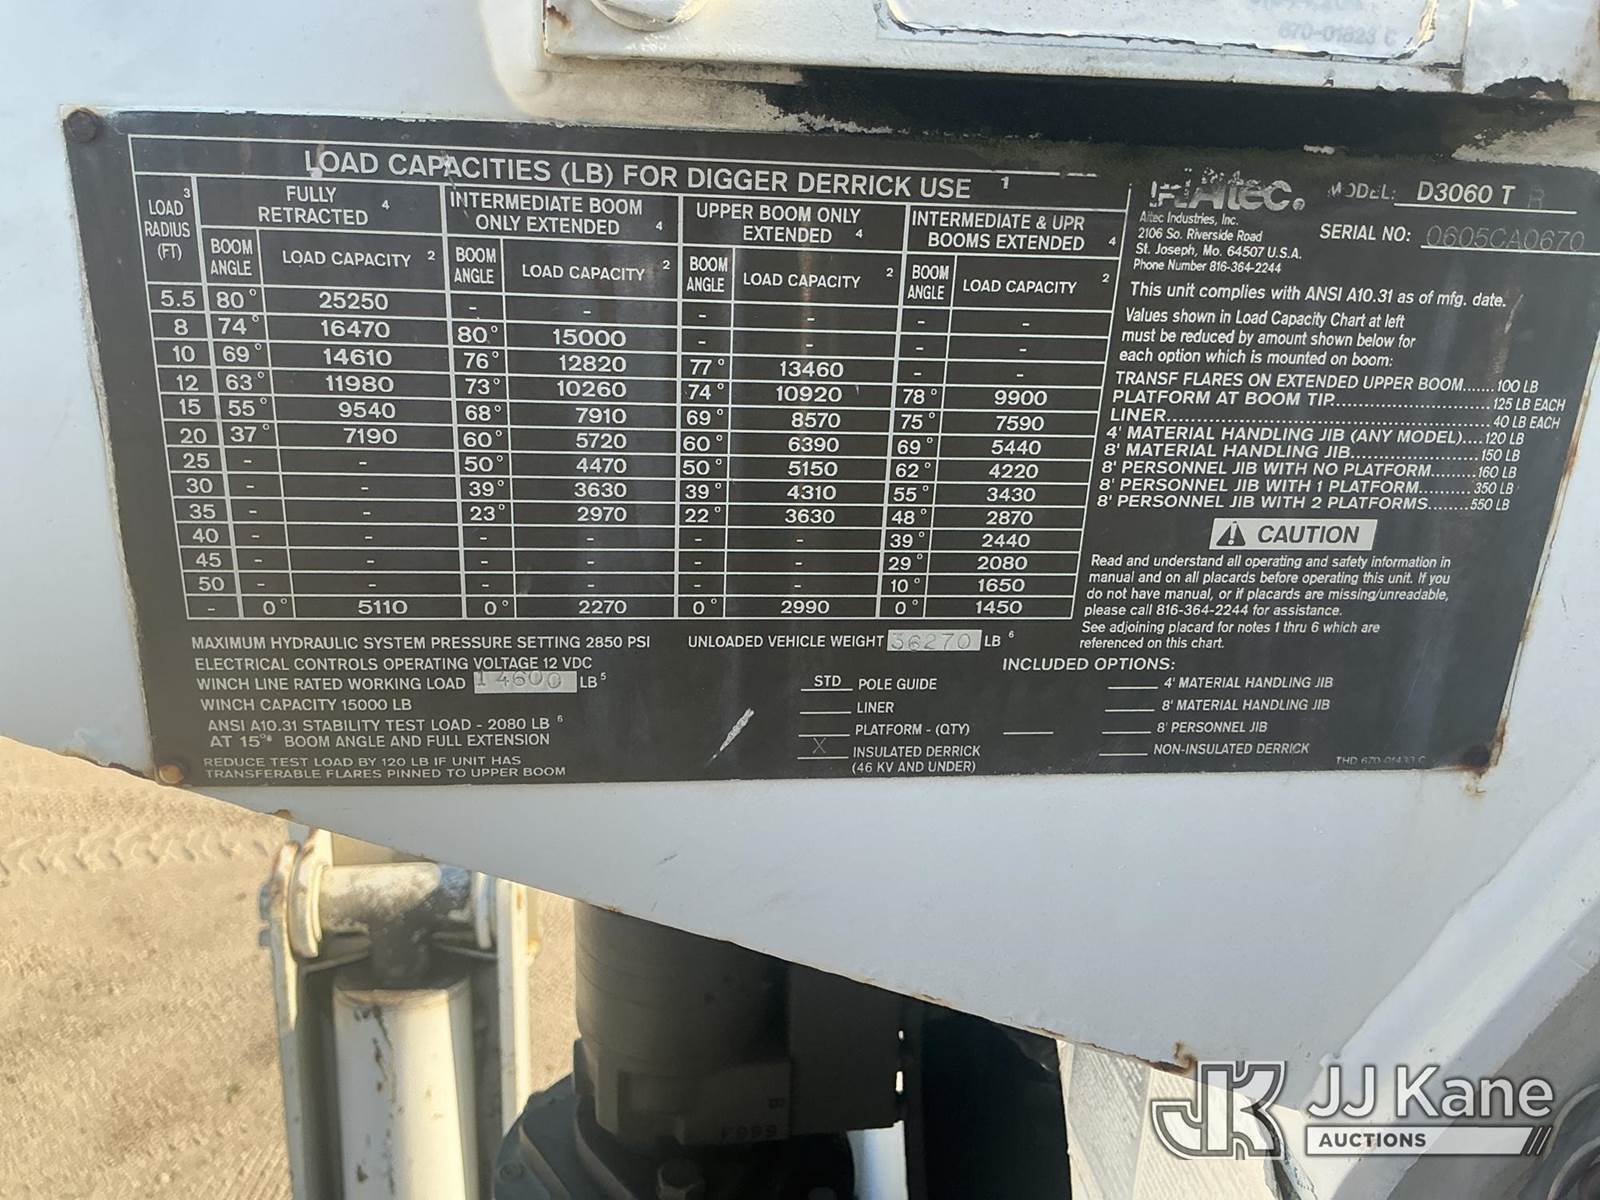 670-01823 C
LOAD CAPACITIES (LB) FOR DIGGER DERRICK USE 1
LOAD RADIUS (FT) 3
FULLY RETRACTED 4
INTERMEDIATE BOOM ONLY EXTENDED 4
UPPER BOOM ONLY EXTENDED 4
INTERMEDIATE & UPR BOOMS EXTENDED 4
BOOM ANGLE LOAD CAPACITY 2 BOOM ANGLE LOAD CAPACITY 2 BOOM ANGLE LOAD CAPACITY 2 BOOM ANGLE LOAD CAPACITY 2
5.5 80° 25250 - - - - - -
8 74° 16470 80° 15000 - - - -
10 69° 14610 76° 12820 77° 13460 - -
12 63° 11980 73° 10260 74° 10920 78° 9900
15 55° 9540 68° 7910 69° 8570 75° 7590
20 37° 7190 60° 5720 60° 6390 69° 5440
25 - - 50° 4470 50° 5150 62° 4220
30 - - 39° 3630 39° 4310 55° 3430
35 - - 23° 2970 22° 3630 48° 2870
40 - - - - - - 39° 2440
45 - - - - - - 29° 2080
50 - - - - - - 10° 1650
- 0° 5110 0° 2270 0° 2990 0° 1450
MAXIMUM HYDRAULIC SYSTEM PRESSURE SETTING 2850 PSI
ELECTRICAL CONTROLS OPERATING VOLTAGE 12 VDC
WINCH LINE RATED WORKING LOAD 14600 LB 5
WINCH CAPACITY 15000 LB
ANSI A10.31 STABILITY TEST LOAD - 2080 LB 6
AT 15° BOOM ANGLE AND FULL EXTENSION
REDUCE TEST LOAD BY 120 LB IF UNIT HAS
TRANSFERABLE FLARES PINNED TO UPPER BOOM
UNLOADED VEHICLE WEIGHT 36270 LB 6
INCLUDED OPTIONS:
STD POLE GUIDE
LINER
PLATFORM - (QTY)
X INSULATED DERRICK
(46 KV AND UNDER)
4' MATERIAL HANDLING JIB
8' MATERIAL HANDLING JIB
8' PERSONNEL JIB
NON-INSULATED DERRICK
Altec®
Altec Industries, Inc.
2106 So. Riverside Road
St. Joseph, Mo. 64507 U.S.A.
Phone Number 816-364-2244
MODEL: D3060 TR
SERIAL NO: 0605CA0670
This unit complies with ANSI A10.31 as of mfg. date.
Values shown in Load Capacity Chart at left
must be reduced by amount shown below for
each option which is mounted on boom:
TRANSF FLARES ON EXTENDED UPPER BOOM.......100 LB
PLATFORM AT BOOM TIP............................125 LB EACH
LINER.......................................................40 LB EACH
4' MATERIAL HANDLING JIB (ANY MODEL)....120 LB
8' MATERIAL HANDLING JIB......................150 LB
8' PERSONNEL JIB WITH NO PLATFORM..........160 LB
8' PERSONNEL JIB WITH 1 PLATFORM...........350 LB
8' PERSONNEL JIB WITH 2 PLATFORMS........550 LB
CAUTION
Read and understand all operating and safety information in
manual and on all placards before operating this unit. If you
do not have manual, or if placards are missing/unreadable,
please call 816-364-2244 for assistance.
See adjoining placard for notes 1 thru 6 which are
referenced on this chart.
JJ Kane
AUCTIONS